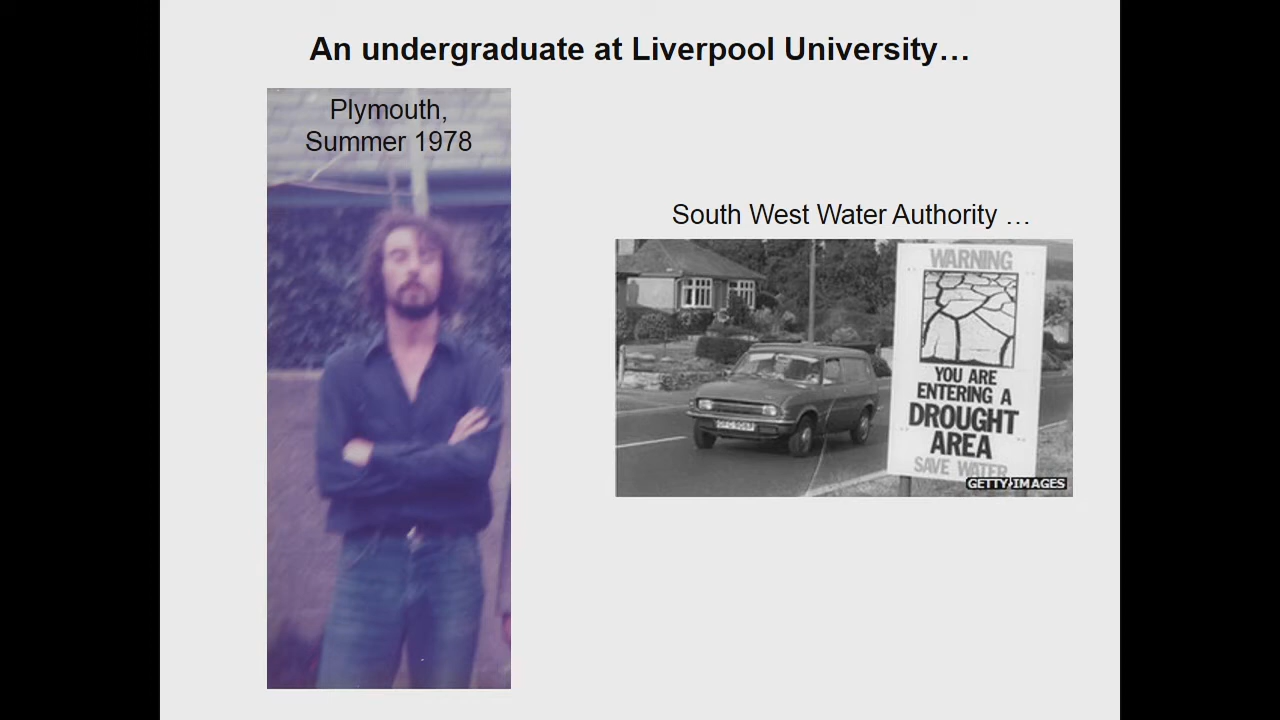 An undergraduate at Liverpool University…
Plymouth,
Summer 1978
South West Water Authority …
WARNING
YOU ARE
ENTERING A
DROUGHT
AREA
SAVE WATER
GETTY IMAGES